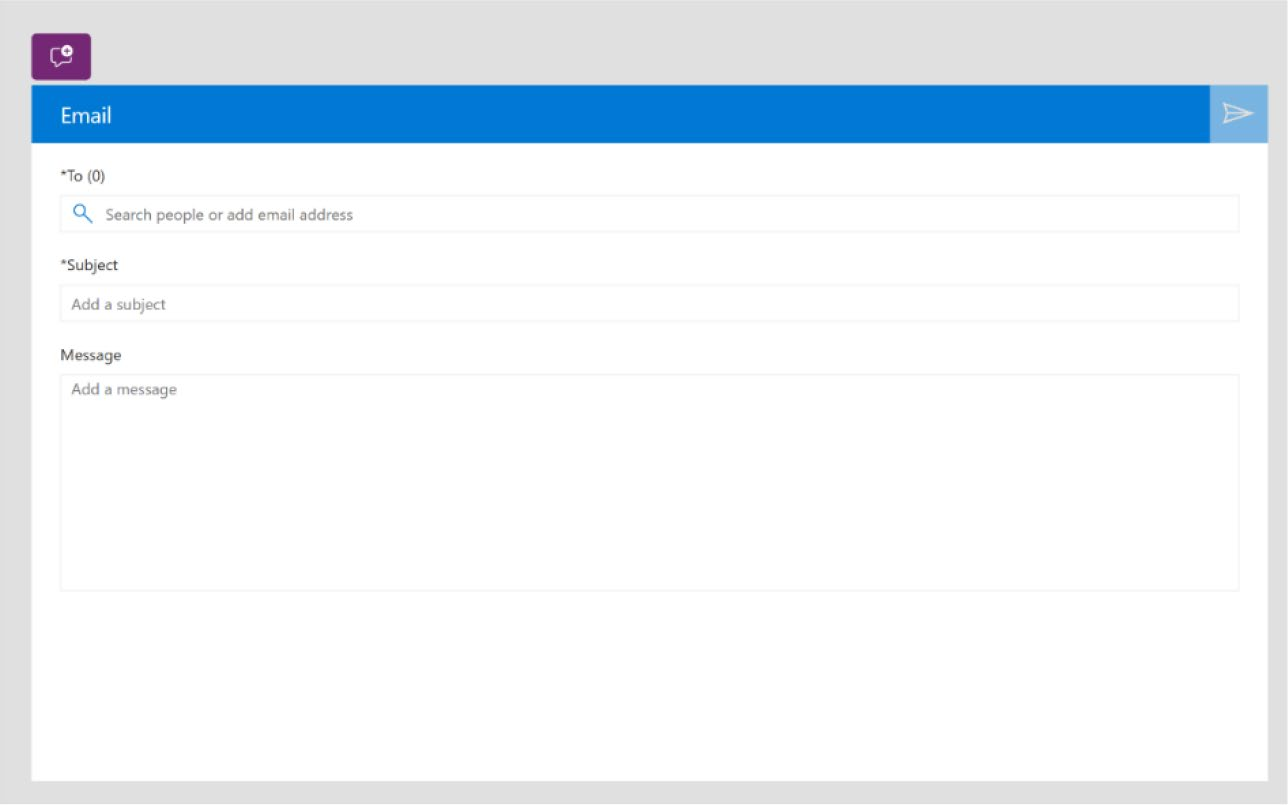 Email
*To (0)
Search people or add email address
*Subject
Add a subject
Message
Add a message